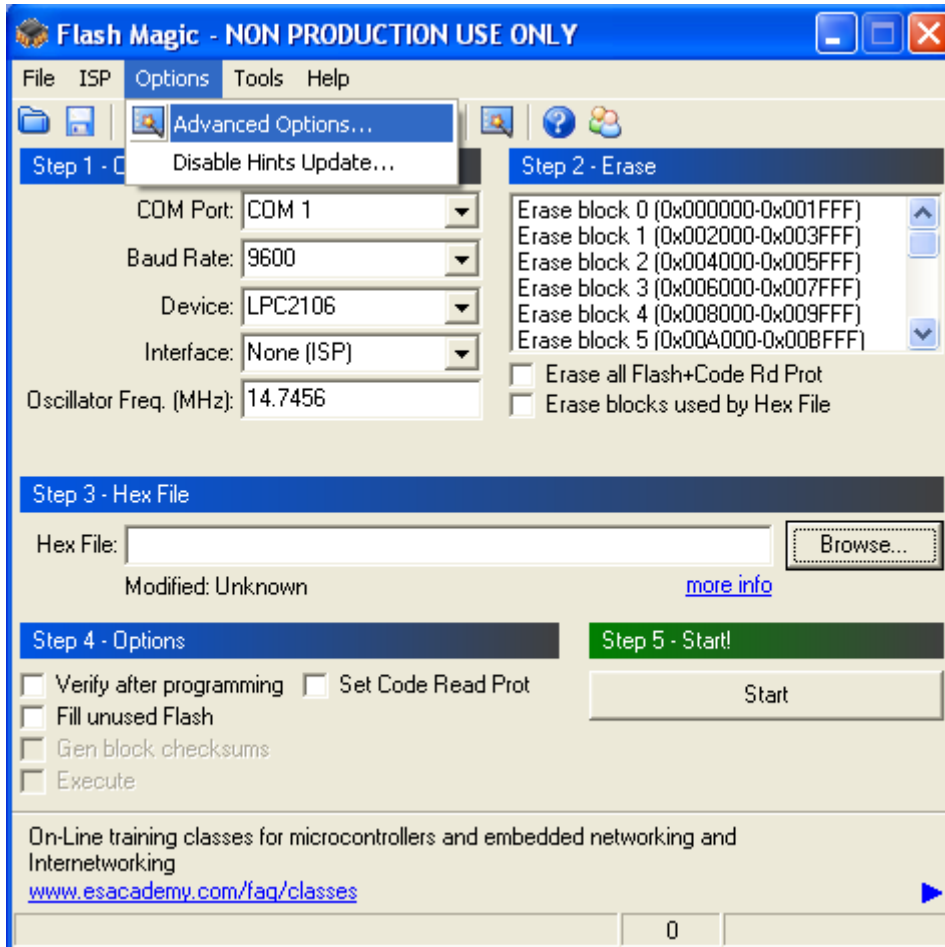 Flash Magic - NON PRODUCTION USE ONLY
File ISP Options Tools Help
Advanced Options...
Disable Hints Update...
Step 1 - C
COM Port: COM 1
Baud Rate: 9600
Device: LPC2106
Interface: None (ISP)
Oscillator Freq. (MHz): 14.7456
Step 2 - Erase
Erase block 0 (0x000000-0x001FFF)
Erase block 1 (0x002000-0x003FFF)
Erase block 2 (0x004000-0x005FFF)
Erase block 3 (0x006000-0x007FFF)
Erase block 4 (0x008000-0x009FFF)
Erase block 5 (0x00A000-0x00BFFF)
Erase all Flash+Code Rd Prot
Erase blocks used by Hex File
Step 3 - Hex File
Hex File: Browse...
Modified: Unknown more info
Step 4 - Options
Verify after programming Set Code Read Prot
Fill unused Flash
Gen block checksums
Execute
Step 5 - Start!
Start
On-Line training classes for microcontrollers and embedded networking and
Internetworking
www.esacademy.com/faq/classes
0